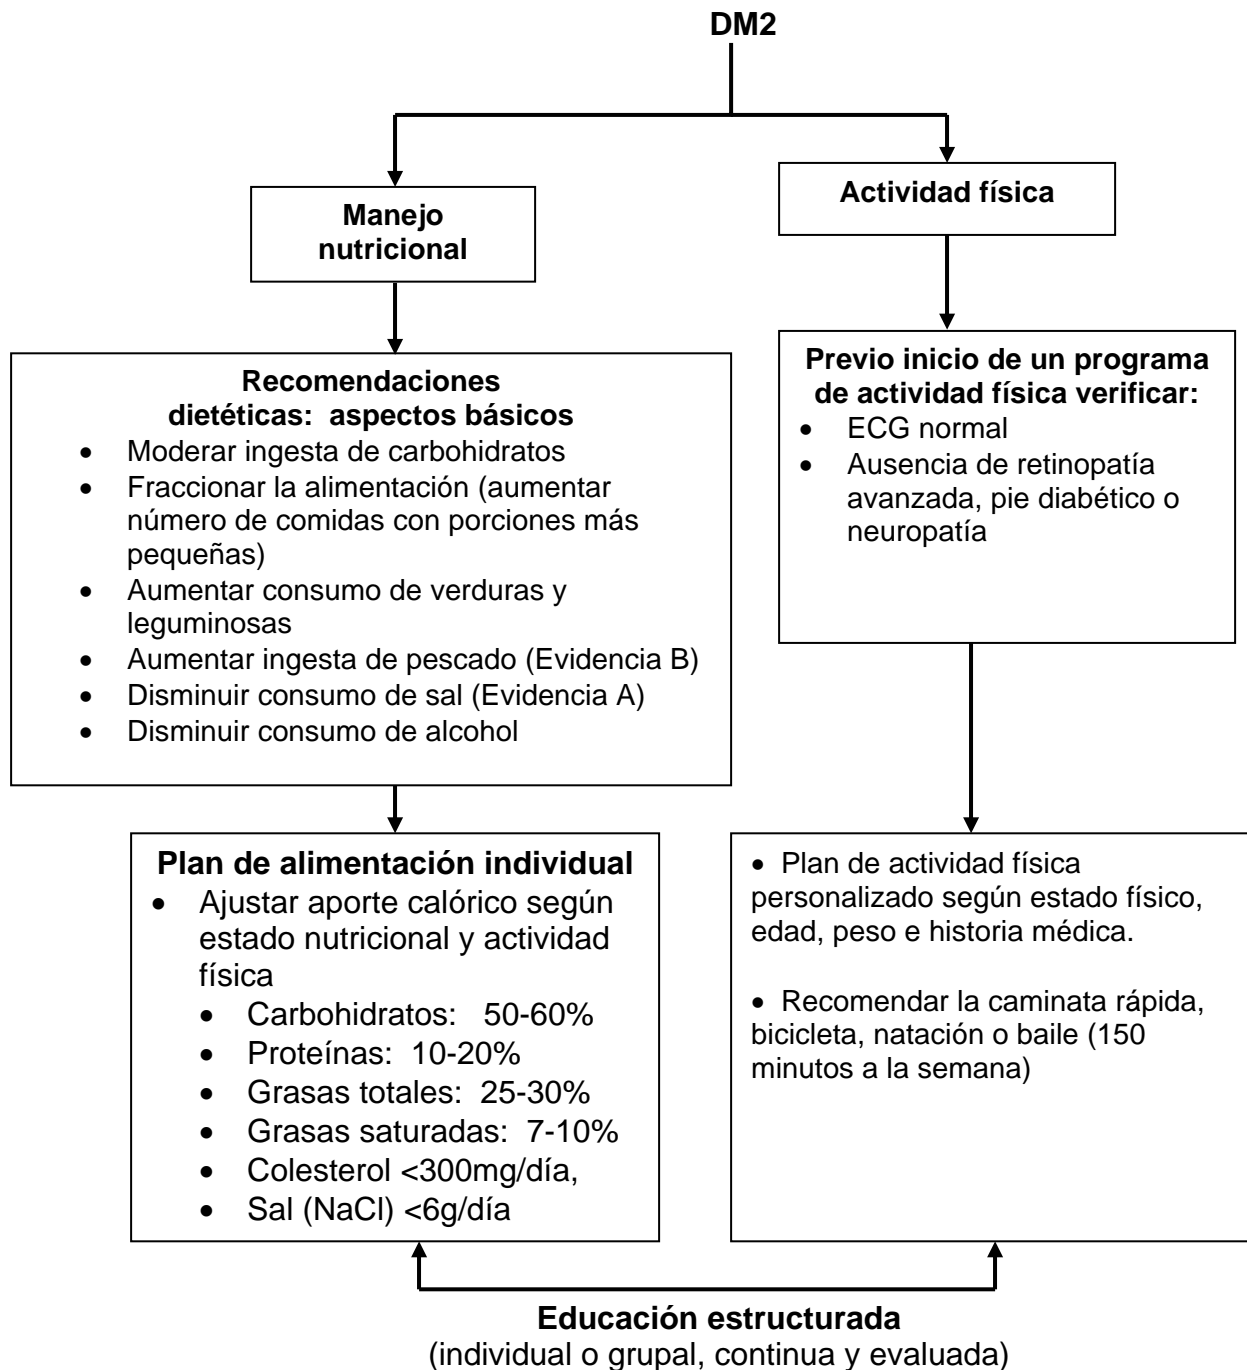 DM2
Manejo
nutricional
Actividad física
Recomendaciones
dietéticas: aspectos básicos
• Moderar ingesta de carbohidratos
• Fraccionar la alimentación (aumentar
número de comidas con porciones más
pequeñas)
• Aumentar consumo de verduras y
leguminosas
• Aumentar ingesta de pescado (Evidencia B)
• Disminuir consumo de sal (Evidencia A)
• Disminuir consumo de alcohol
Previo inicio de un programa
de actividad física verificar:
• ECG normal
• Ausencia de retinopatía
avanzada, pie diabético o
neuropatía
Plan de alimentación individual
• Ajustar aporte calórico según
estado nutricional y actividad
física
• Carbohidratos: 50-60%
• Proteínas: 10-20%
• Grasas totales: 25-30%
• Grasas saturadas: 7-10%
• Colesterol <300mg/día,
• Sal (NaCl) <6g/día
• Plan de actividad física
personalizado según estado físico,
edad, peso e historia médica.
• Recomendar la caminata rápida,
bicicleta, natación o baile (150
minutos a la semana)
Educación estructurada
(individual o grupal, continua y evaluada)